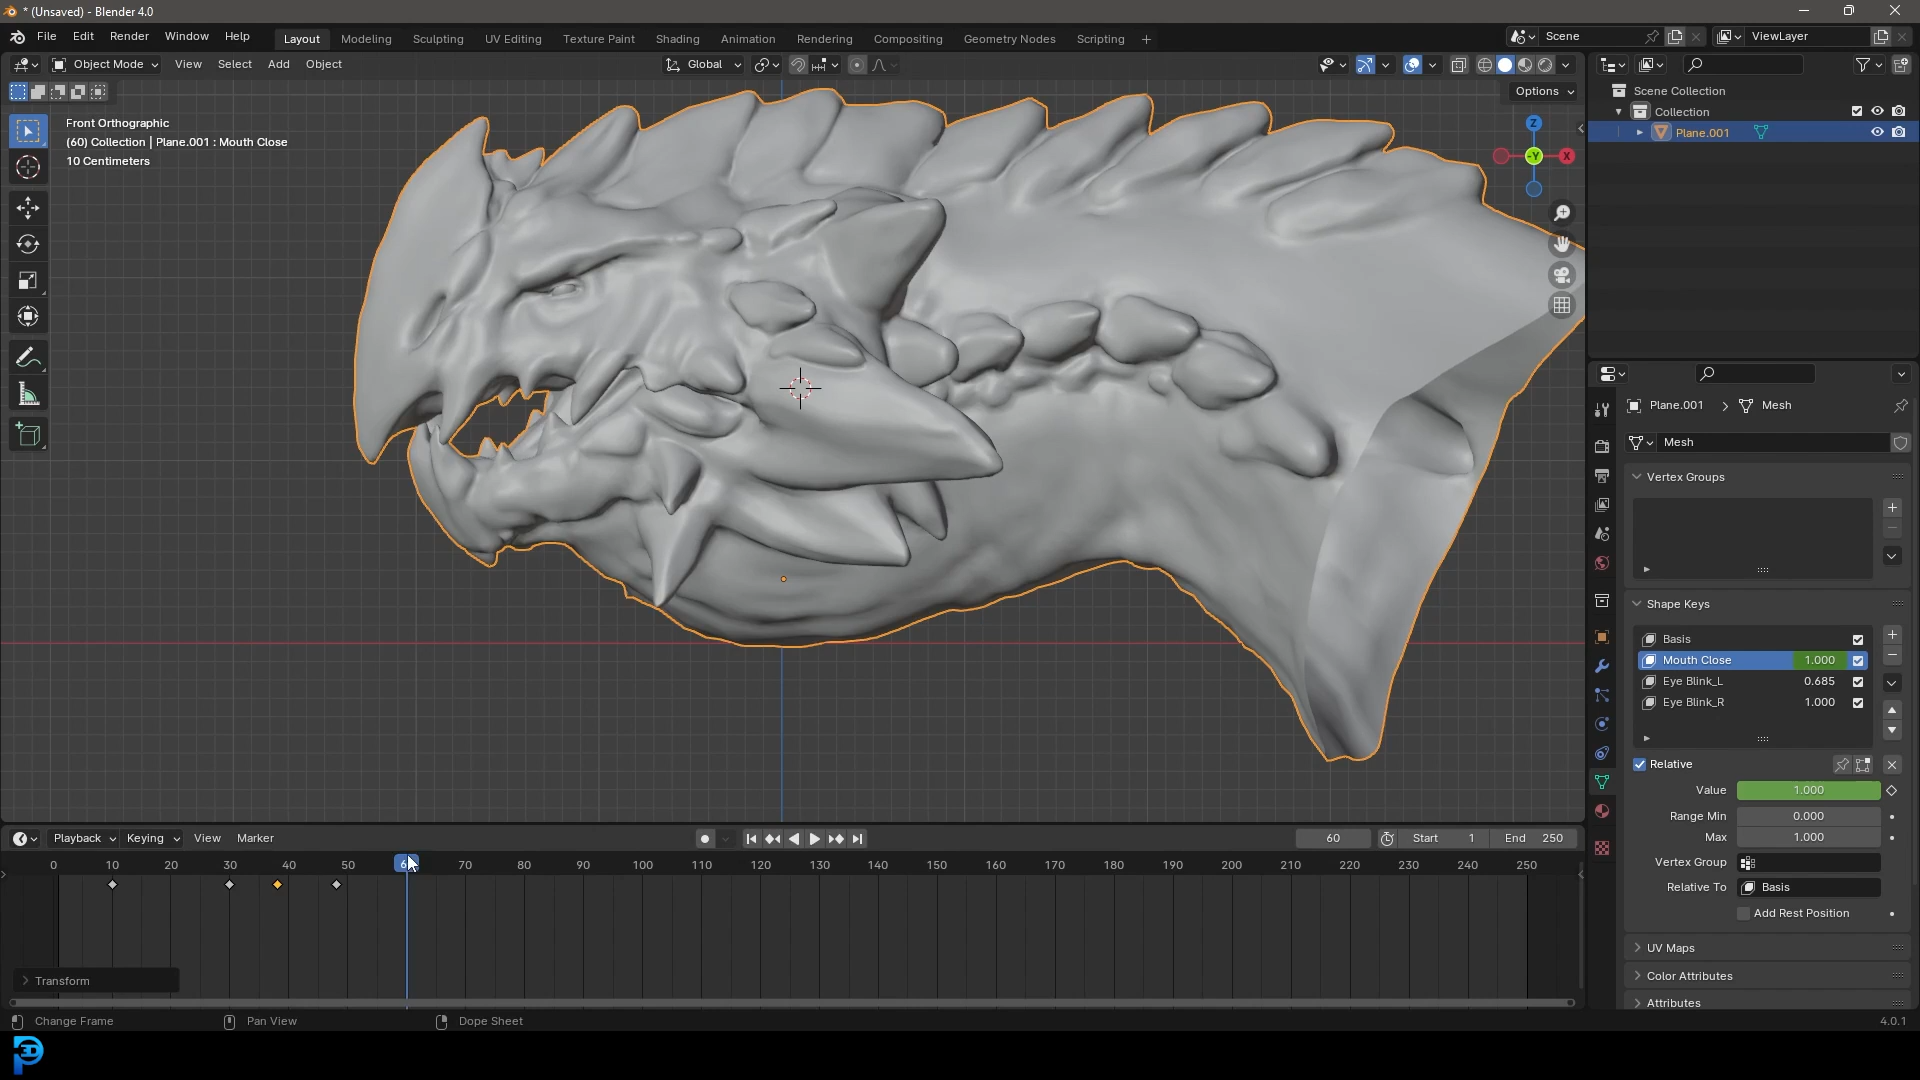 * (Unsaved) - Blender 4.0
File Edit Render Window Help Layout Modeling Sculpting UV Editing Texture Paint Shading Animation Rendering Compositing Geometry Nodes Scripting + Scene ViewLayer
Object Mode View Select Add Object Global
Options
Front Orthographic
(60) Collection | Plane.001 : Mouth Close
10 Centimeters
Z
-Y X
Scene Collection
Collection
Plane.001
Plane.001 > Mesh
Mesh
Vertex Groups
Shape Keys
Basis
Mouth Close 1.000
Eye Blink_L 0.685
Eye Blink_R 1.000
Relative
Value 1.000
Range Min 0.000
Max 1.000
Vertex Group
Relative To Basis
Add Rest Position
UV Maps
Color Attributes
Attributes
Playback Keying View Marker 60 Start 1 End 250
0 10 20 30 40 50 70 80 90 100 110 120 130 140 150 160 170 180 190 200 210 220 230 240 250
Transform
Change Frame Pan View Dope Sheet 4.0.1